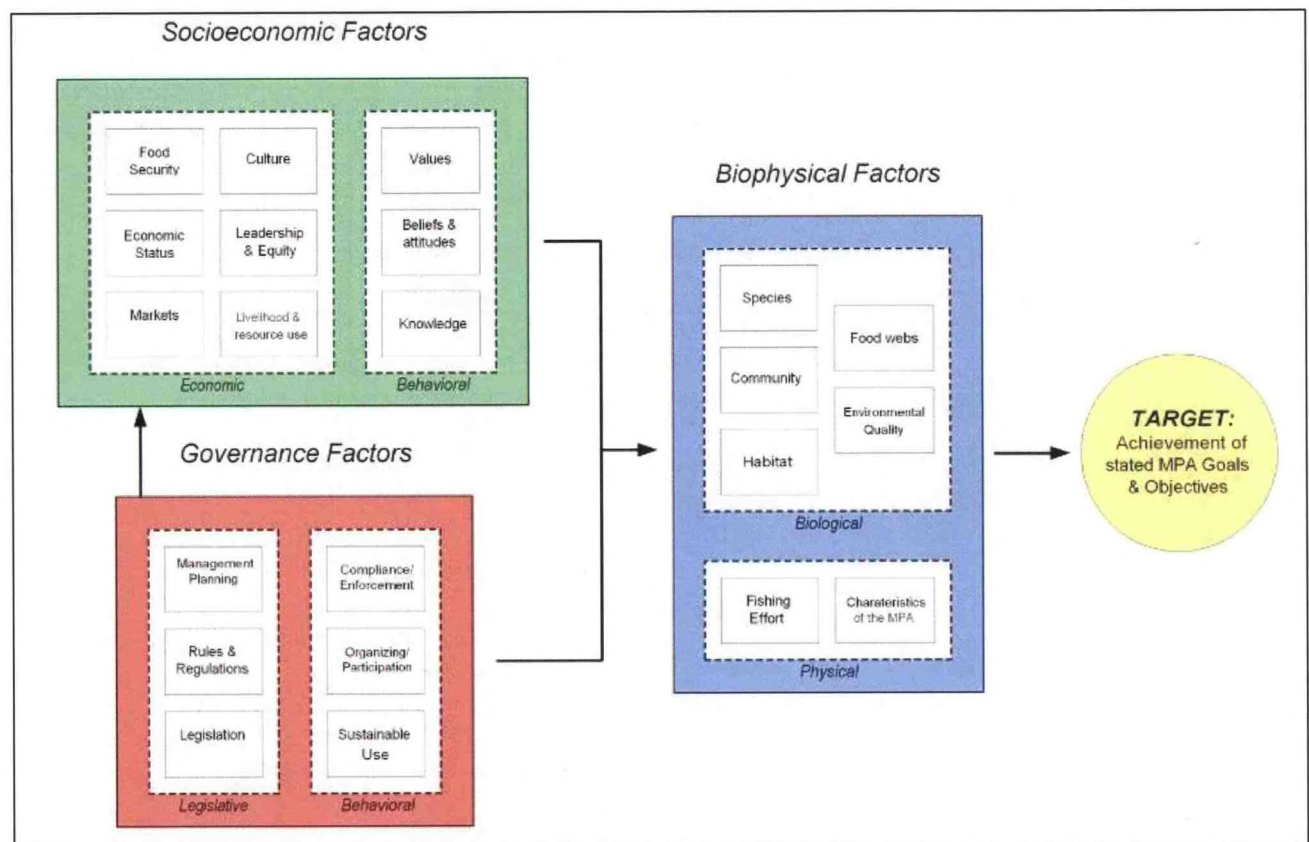 Socioeconomic Factors
Food
Security
Culture
Economic
Status
Leadership
& Equity
Markets
Livelihood &
resource use
Economic
Values
Beliefs &
attitudes
Knowledge
Behavioral
Governance Factors
Management
Planning
Rules &
Regulations
Legislation
Legislative
Compliance/
Enforcement
Organizing/
Participation
Sustainable
Use
Behavioral
Biophysical Factors
Species
Community
Habitat
Food webs
Environmental
Quality
Biological
Fishing
Effort
Charateristics
of the MPA
Physical
TARGET:
Achievement of
stated MPA Goals
& Objectives